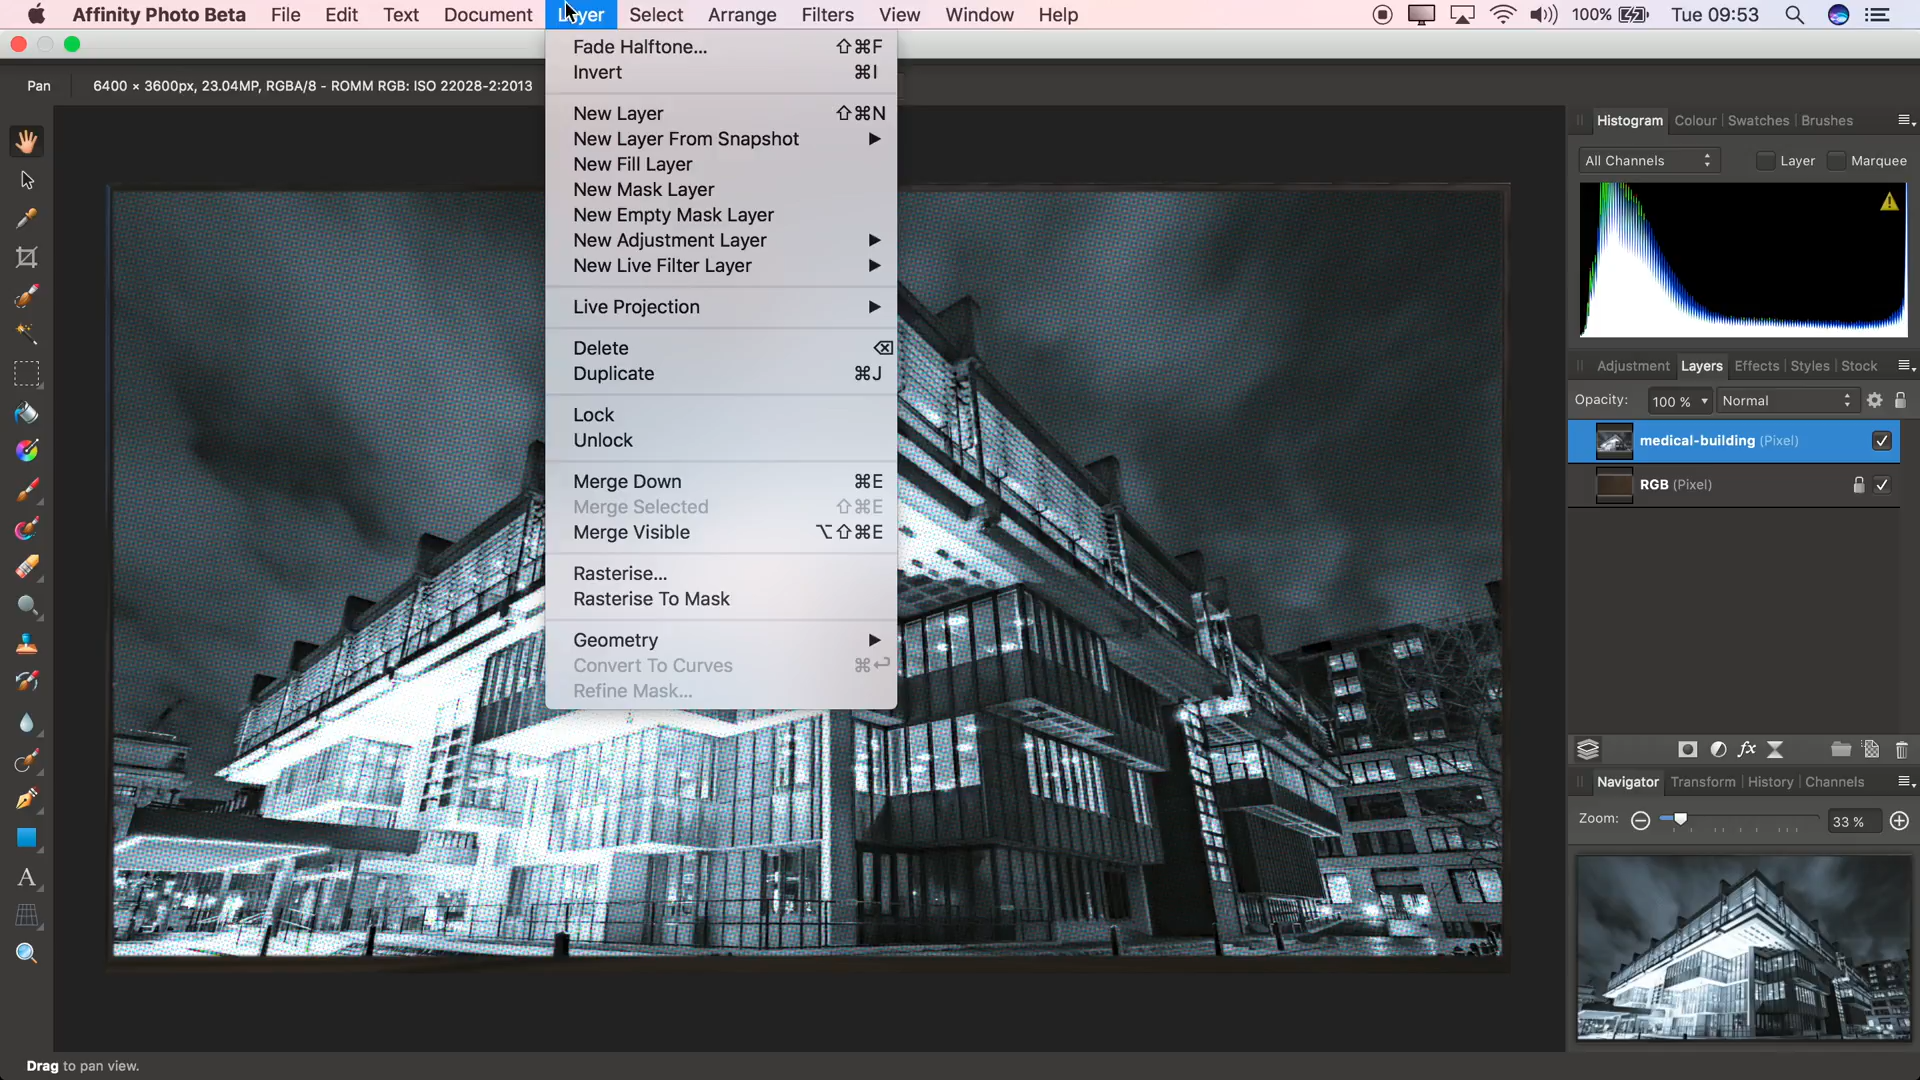 Affinity Photo Beta File Edit Text Document Layer Select Arrange Filters View Window Help 100% Tue 09:53
Pan 6400 × 3600px, 23.04MP, RGBA/8 - ROMM RGB: ISO 22028-2:2013
Fade Halftone... ⇧⌘F
Invert ⌘I
New Layer ⇧⌘N
New Layer From Snapshot
New Fill Layer
New Mask Layer
New Empty Mask Layer
New Adjustment Layer
New Live Filter Layer
Live Projection
Delete ⌫
Duplicate ⌘J
Lock
Unlock
Merge Down ⌘E
Merge Selected ⇧⌘E
Merge Visible ⌥⇧⌘E
Rasterise...
Rasterise To Mask
Geometry
Convert To Curves ⌘↩
Refine Mask...
Histogram Colour Swatches Brushes
All Channels Layer Marquee
Adjustment Layers Effects Styles Stock
Opacity: 100 % Normal
medical-building (Pixel)
RGB (Pixel)
fx
Navigator Transform History Channels
Zoom: 33 %
A
Drag to pan view.